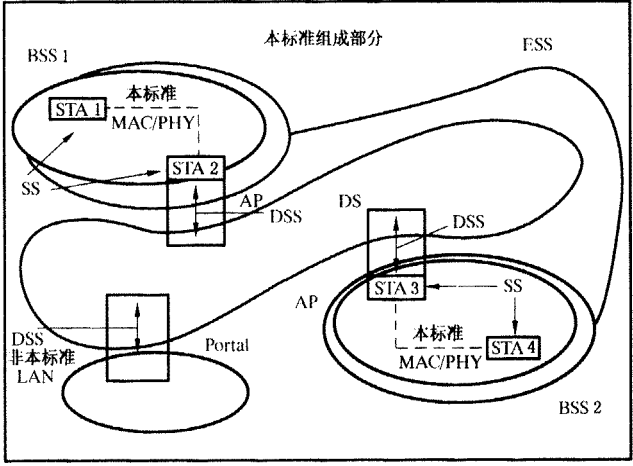 本标准组成部分
ESS
BSS 1
STA 1
本标准
MAC/PHY
STA 2
SS
AP
DSS
DS
DSS
STA 3
SS
AP
本标准
MAC/PHY
STA 4
BSS 2
DSS
非本标准
LAN
Portal